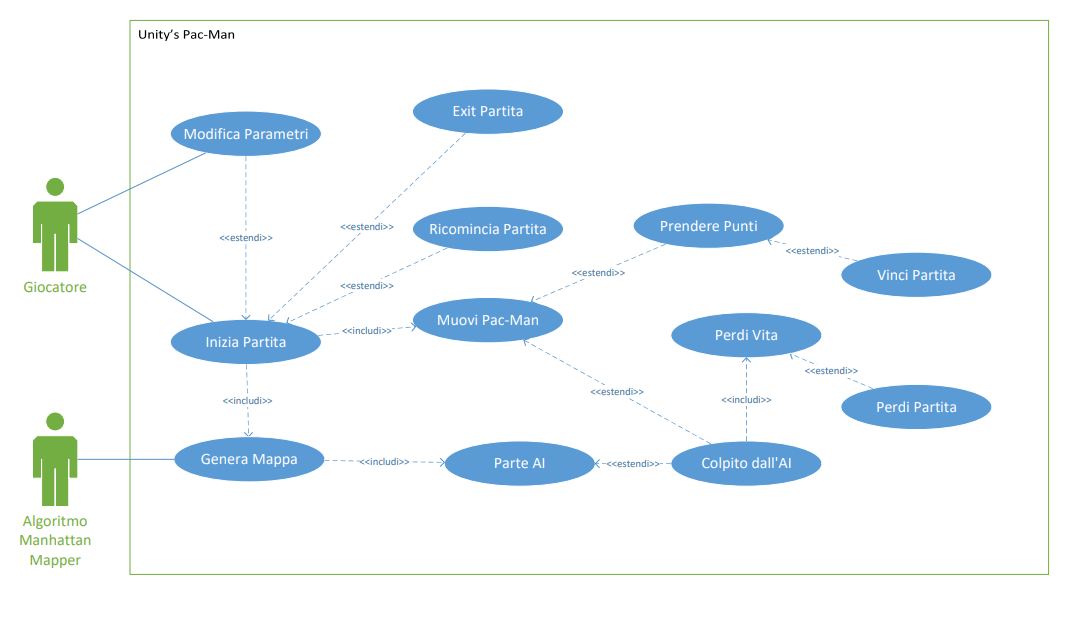 Unity's Pac-Man
Exit Partita
Modifica Parametri
<<estendi>>
Ricomincia Partita
Prendere Punti
<<estendi>>
<<estendi>>
Vinci Partita
<<estendi>>
<<estendi>>
Giocatore
Muovi Pac-Man
<<includi>>
Inizia Partita
Perdi Vita
<<estendi>>
<<estendi>>
<<includi>>
<<includi>>
Perdi Partita
Genera Mappa
<<includi>>
Parte AI
<<estendi>>
Colpito dall'AI
Algoritmo
Manhattan
Mapper